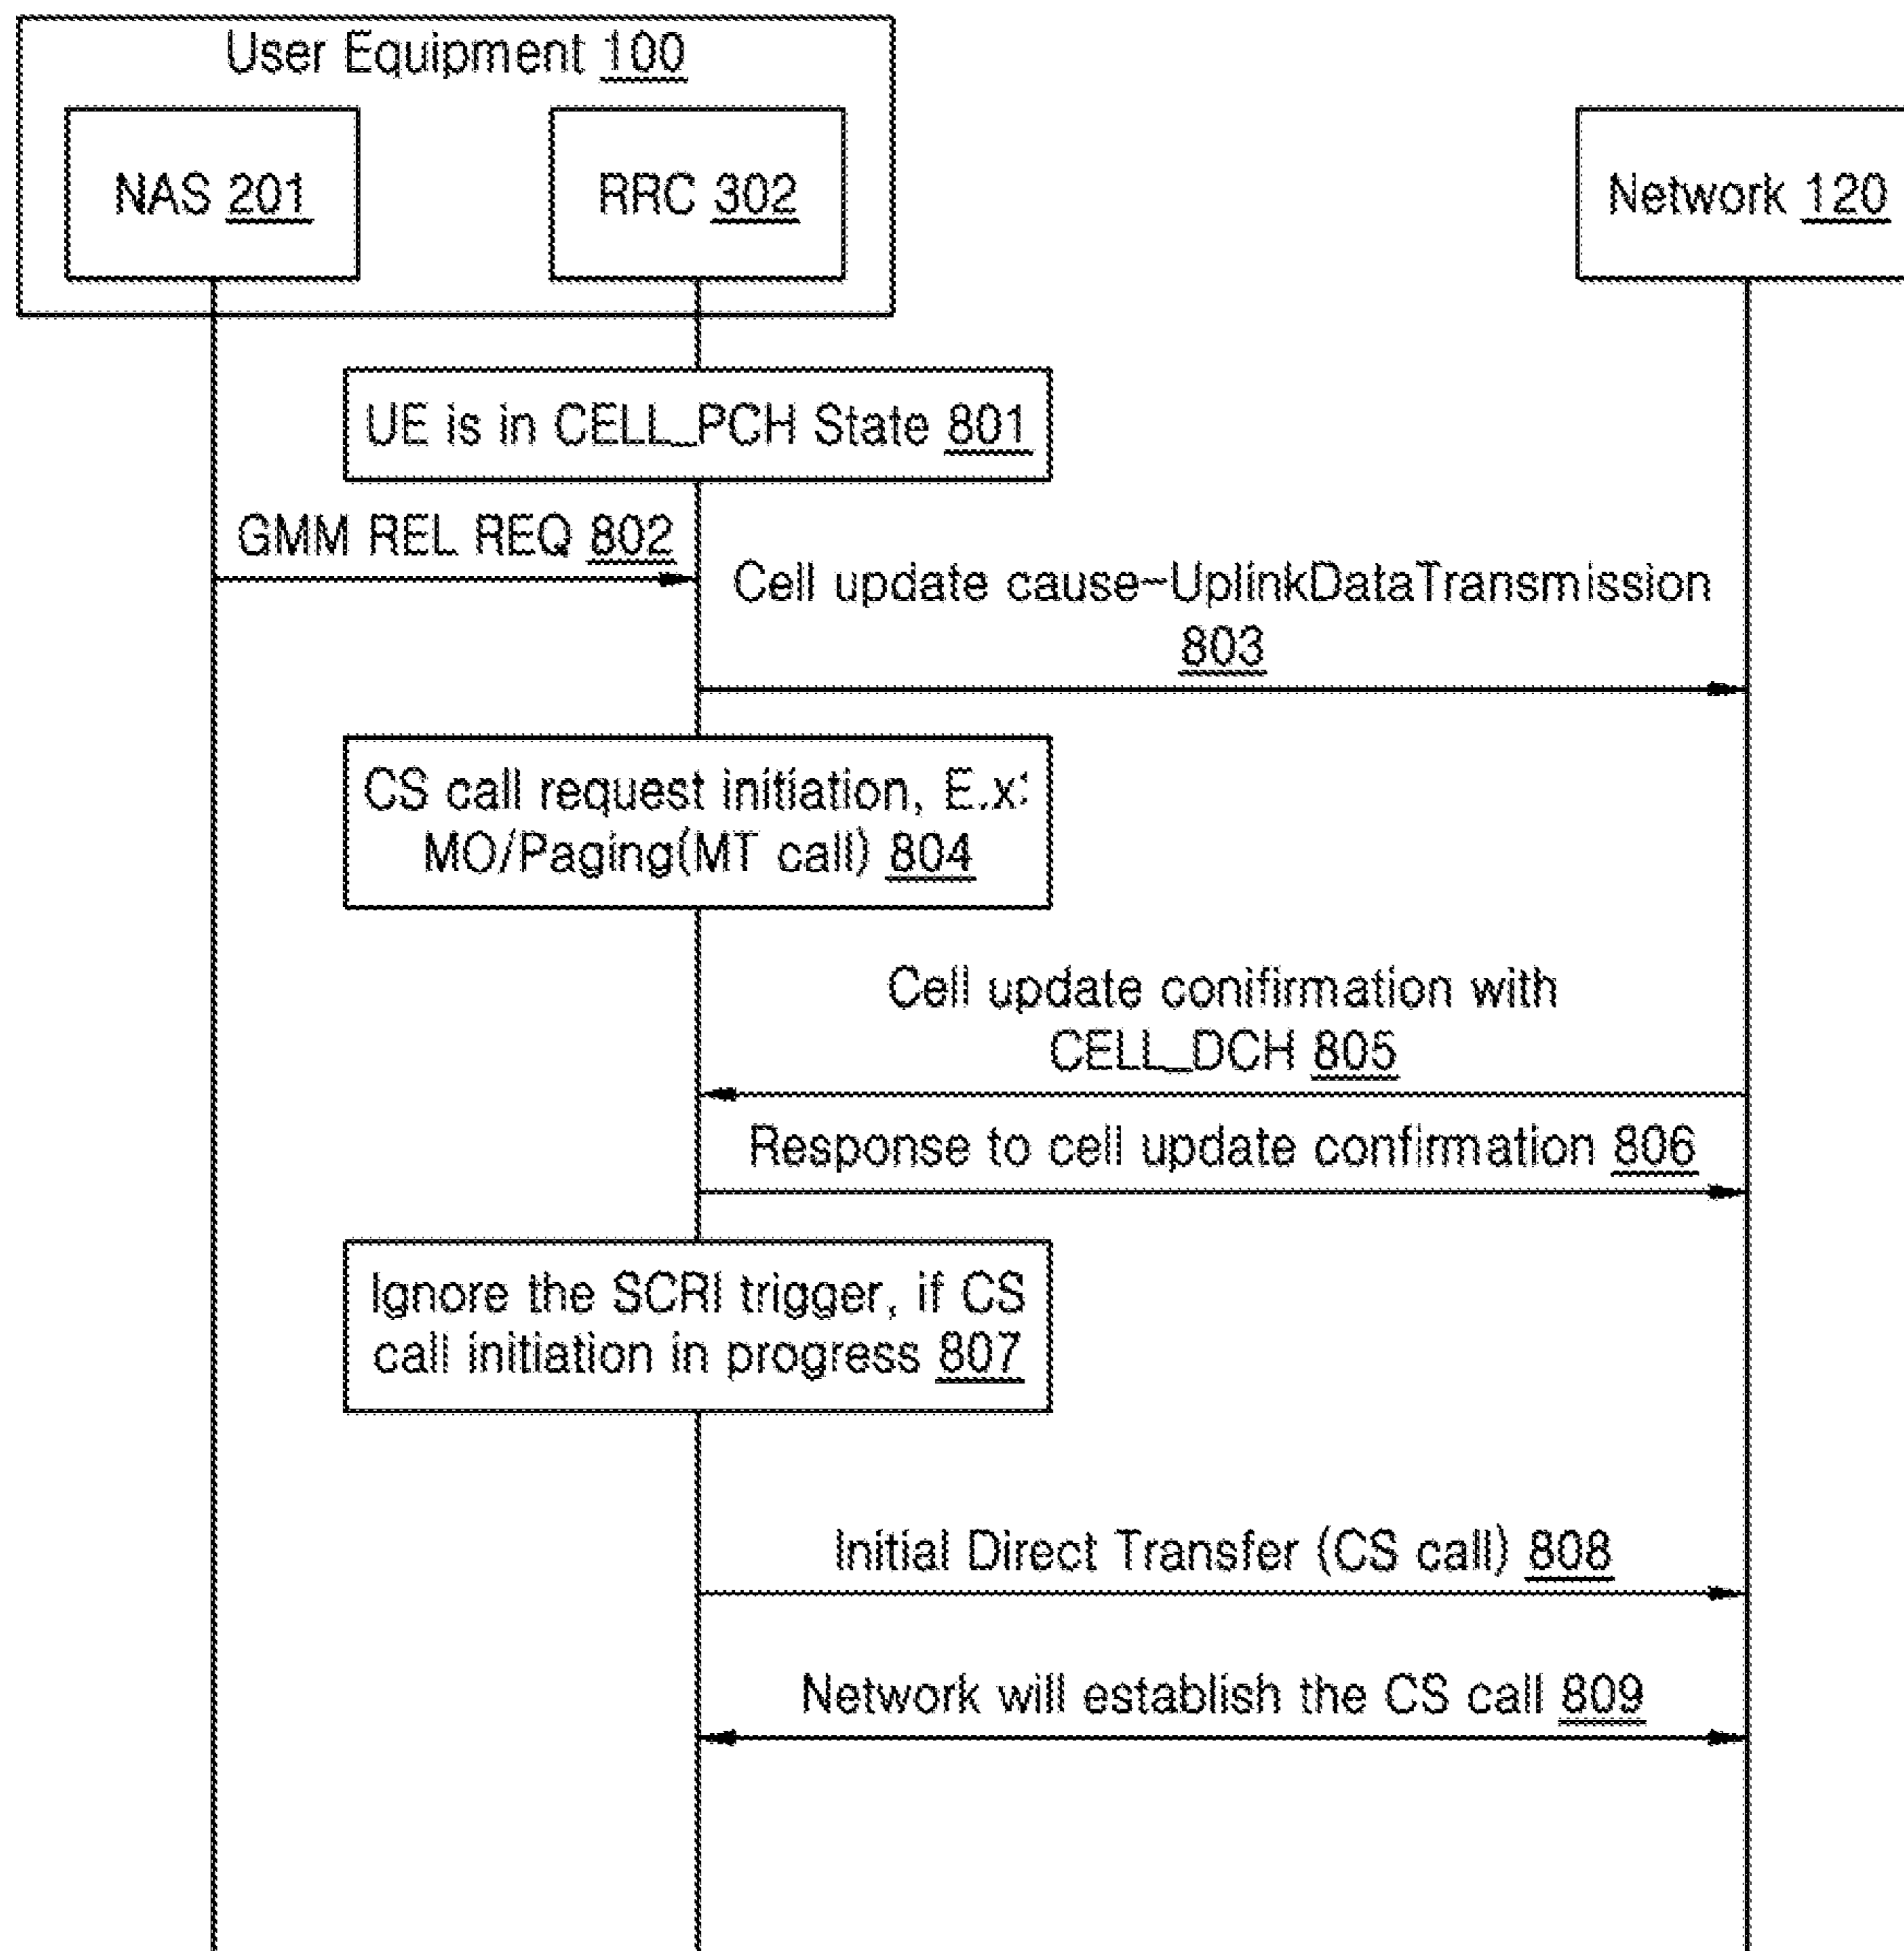 User Equipment 100
NAS 201
RRC 302
Network 120
UE is in CELL_PCH State 801
GMM REL REQ 802
Cell update cause-UplinkDataTransmission
803
CS call request initiation, E.x:
MO/Paging(MT call) 804
Cell update conifirmation with
CELL_DCH 805
Response to cell update confirmation 806
Ignore the SCRI trigger, if CS
call initiation in progress 807
Initial Direct Transfer (CS call) 808
Network will establish the CS call 809